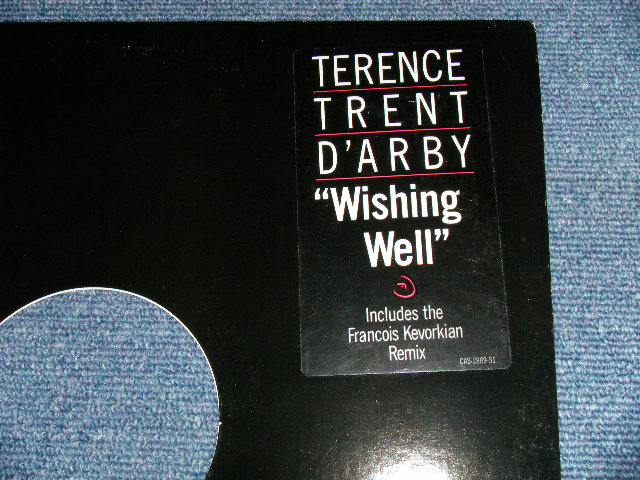 TERENCE
TRENT
D'ARBY
“Wishing
Well”
Includes the
Francois Kevorkian
Remix
CAS-2889-S1